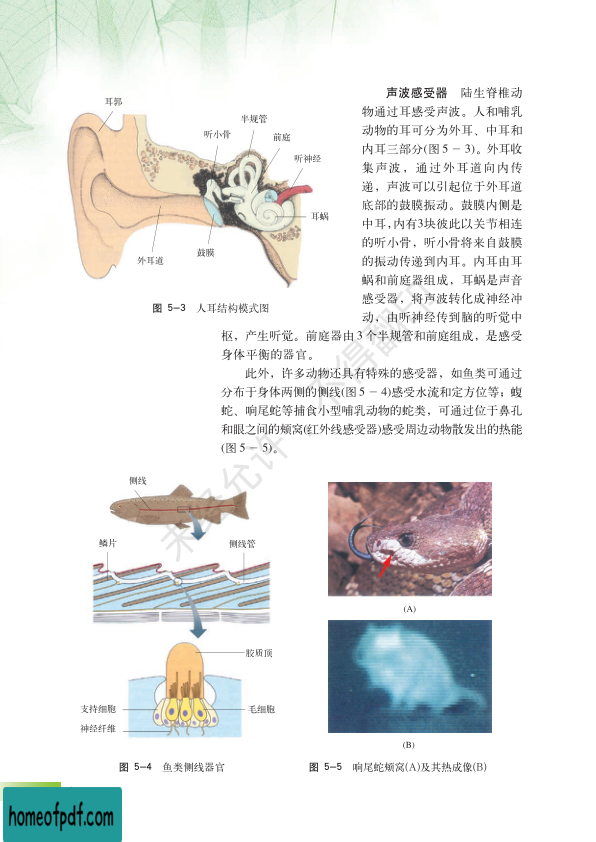 耳郭
半规管
听小骨
前庭
听神经
耳蜗
鼓膜
外耳道
图 5-3 人耳结构模式图
声波感受器 陆生脊椎动
物通过耳感受声波。人和哺乳
动物的耳可分为外耳、中耳和
内耳三部分(图 5 - 3)。外耳收
集声波，通过外耳道向内传
递，声波可以引起位于外耳道
底部的鼓膜振动。鼓膜内侧是
中耳,内有3块彼此以关节相连
的听小骨，听小骨将来自鼓膜
的振动传递到内耳。内耳由耳
蜗和前庭器组成，耳蜗是声音
感受器，将声波转化成神经冲
动，由听神经传到脑的听觉中
枢，产生听觉。前庭器由 3 个半规管和前庭组成，是感受
身体平衡的器官。
此外，许多动物还具有特殊的感受器，如鱼类可通过
分布于身体两侧的侧线(图 5 - 4)感受水流和定方位等；蝮
蛇、响尾蛇等捕食小型哺乳动物的蛇类，可通过位于鼻孔
和眼之间的颊窝(红外线感受器)感受周边动物散发出的热能
(图 5 - 5)。
未经允许 不得翻印
侧线
鳞片
侧线管
胶质顶
支持细胞
毛细胞
神经纤维
图 5-4 鱼类侧线器官
(A)
(B)
图 5-5 响尾蛇颊窝(A)及其热成像(B)
homeofpdf.com